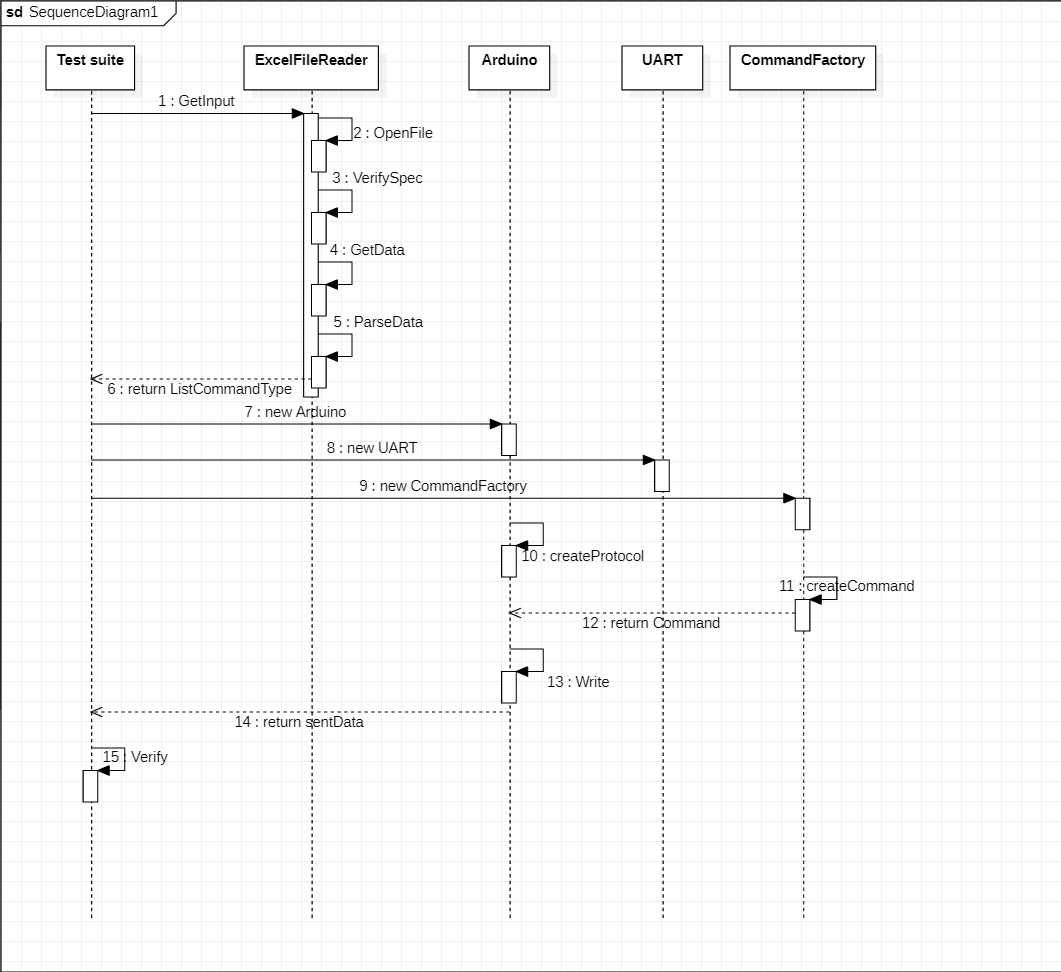 sd SequenceDiagram1
Test suite
ExcelFileReader
Arduino
UART
CommandFactory
1 : GetInput
2 : OpenFile
3 : VerifySpec
4 : GetData
5 : ParseData
6 : return ListCommandType
7 : new Arduino
8 : new UART
9 : new CommandFactory
10 : createProtocol
11 : createCommand
12 : return Command
13 : Write
14 : return sentData
15 : Verify